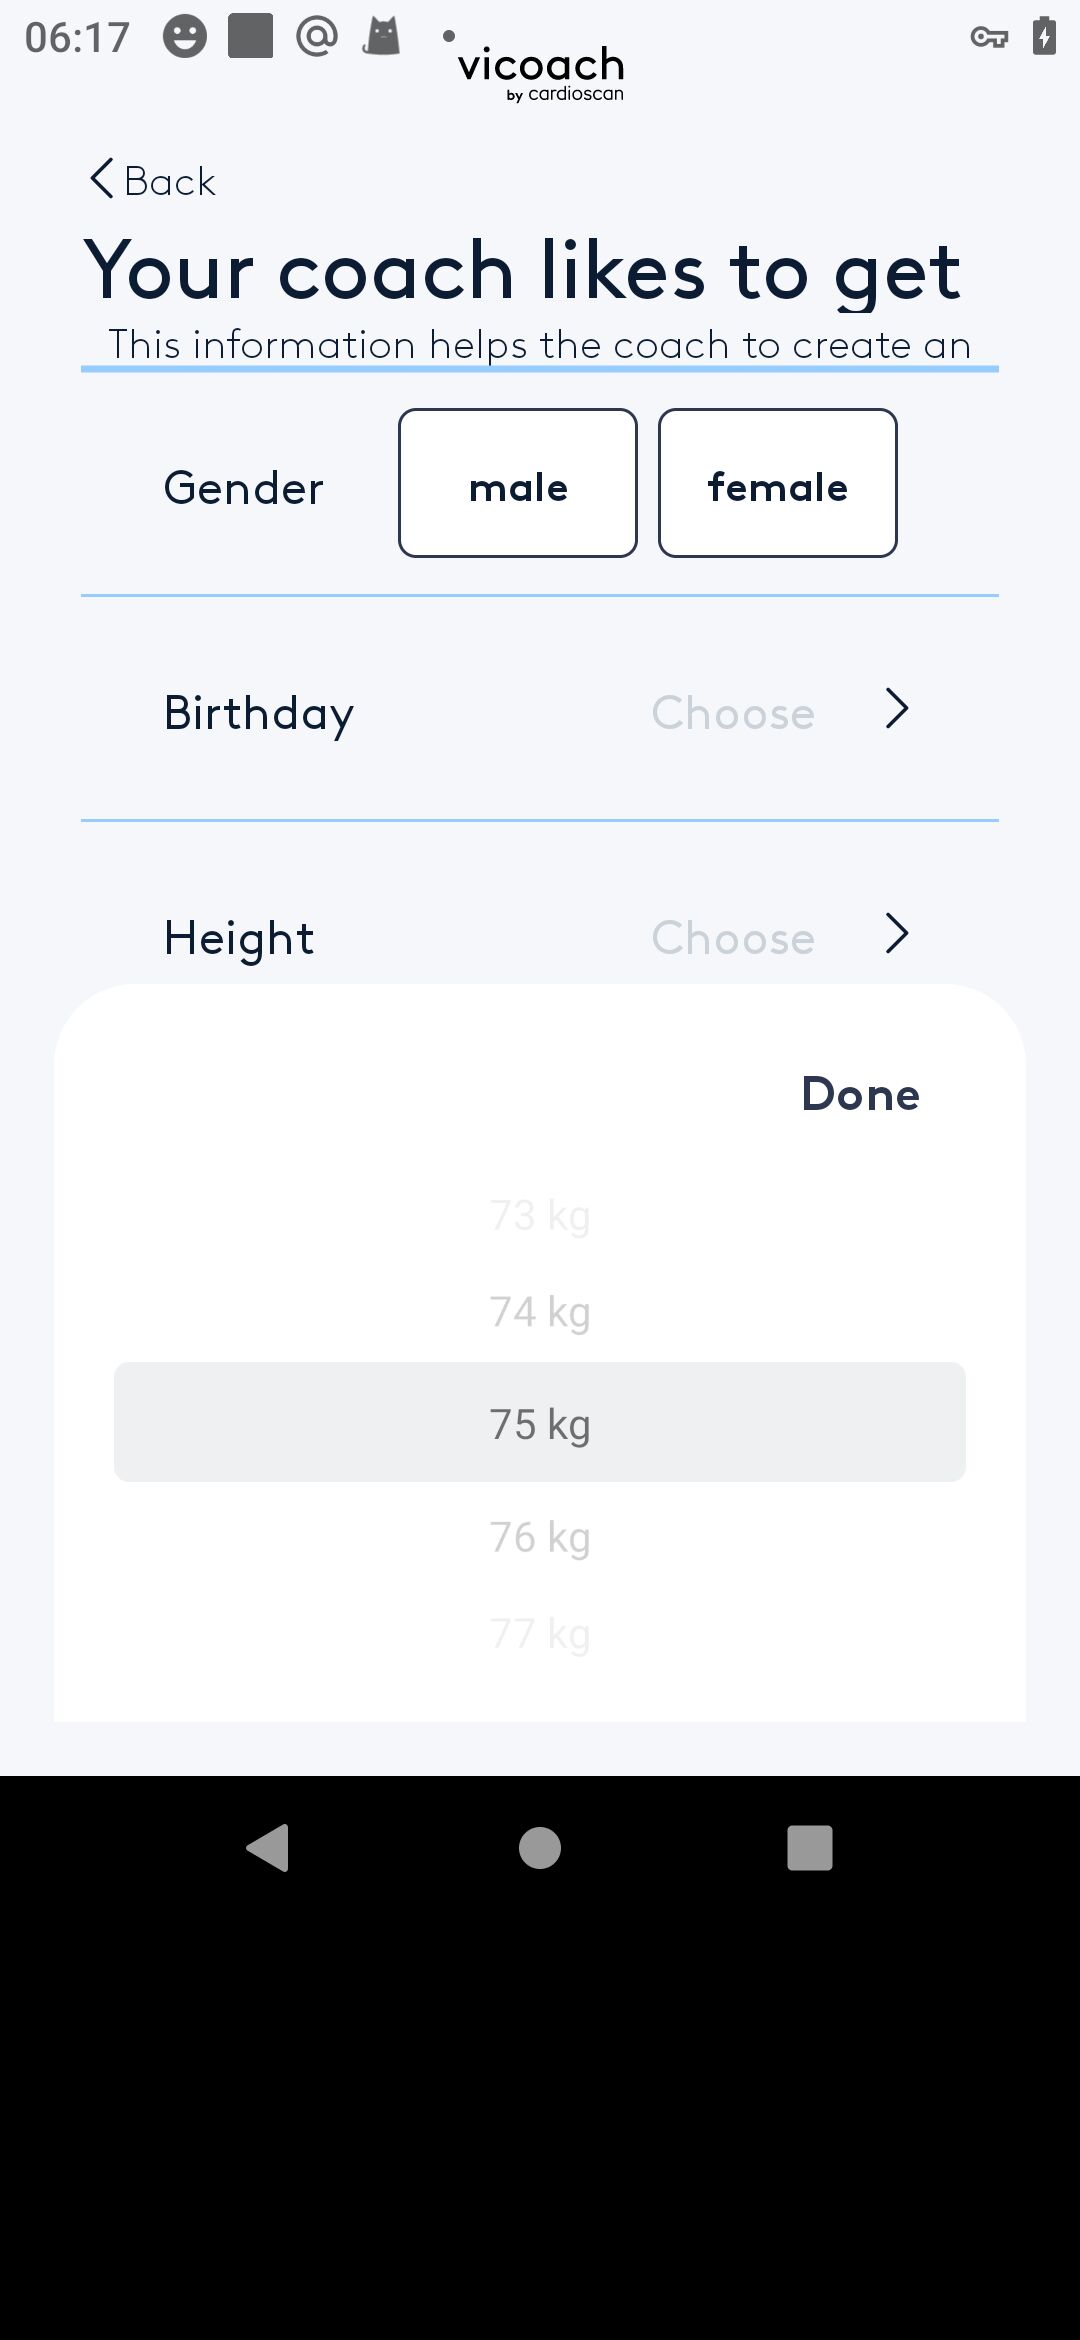 06:17
vicoach
by cardioscan
Back
Your coach likes to get
This information helps the coach to create an
Gender male female
Birthday Choose
Height Choose
Done
73 kg
74 kg
75 kg
76 kg
77 kg